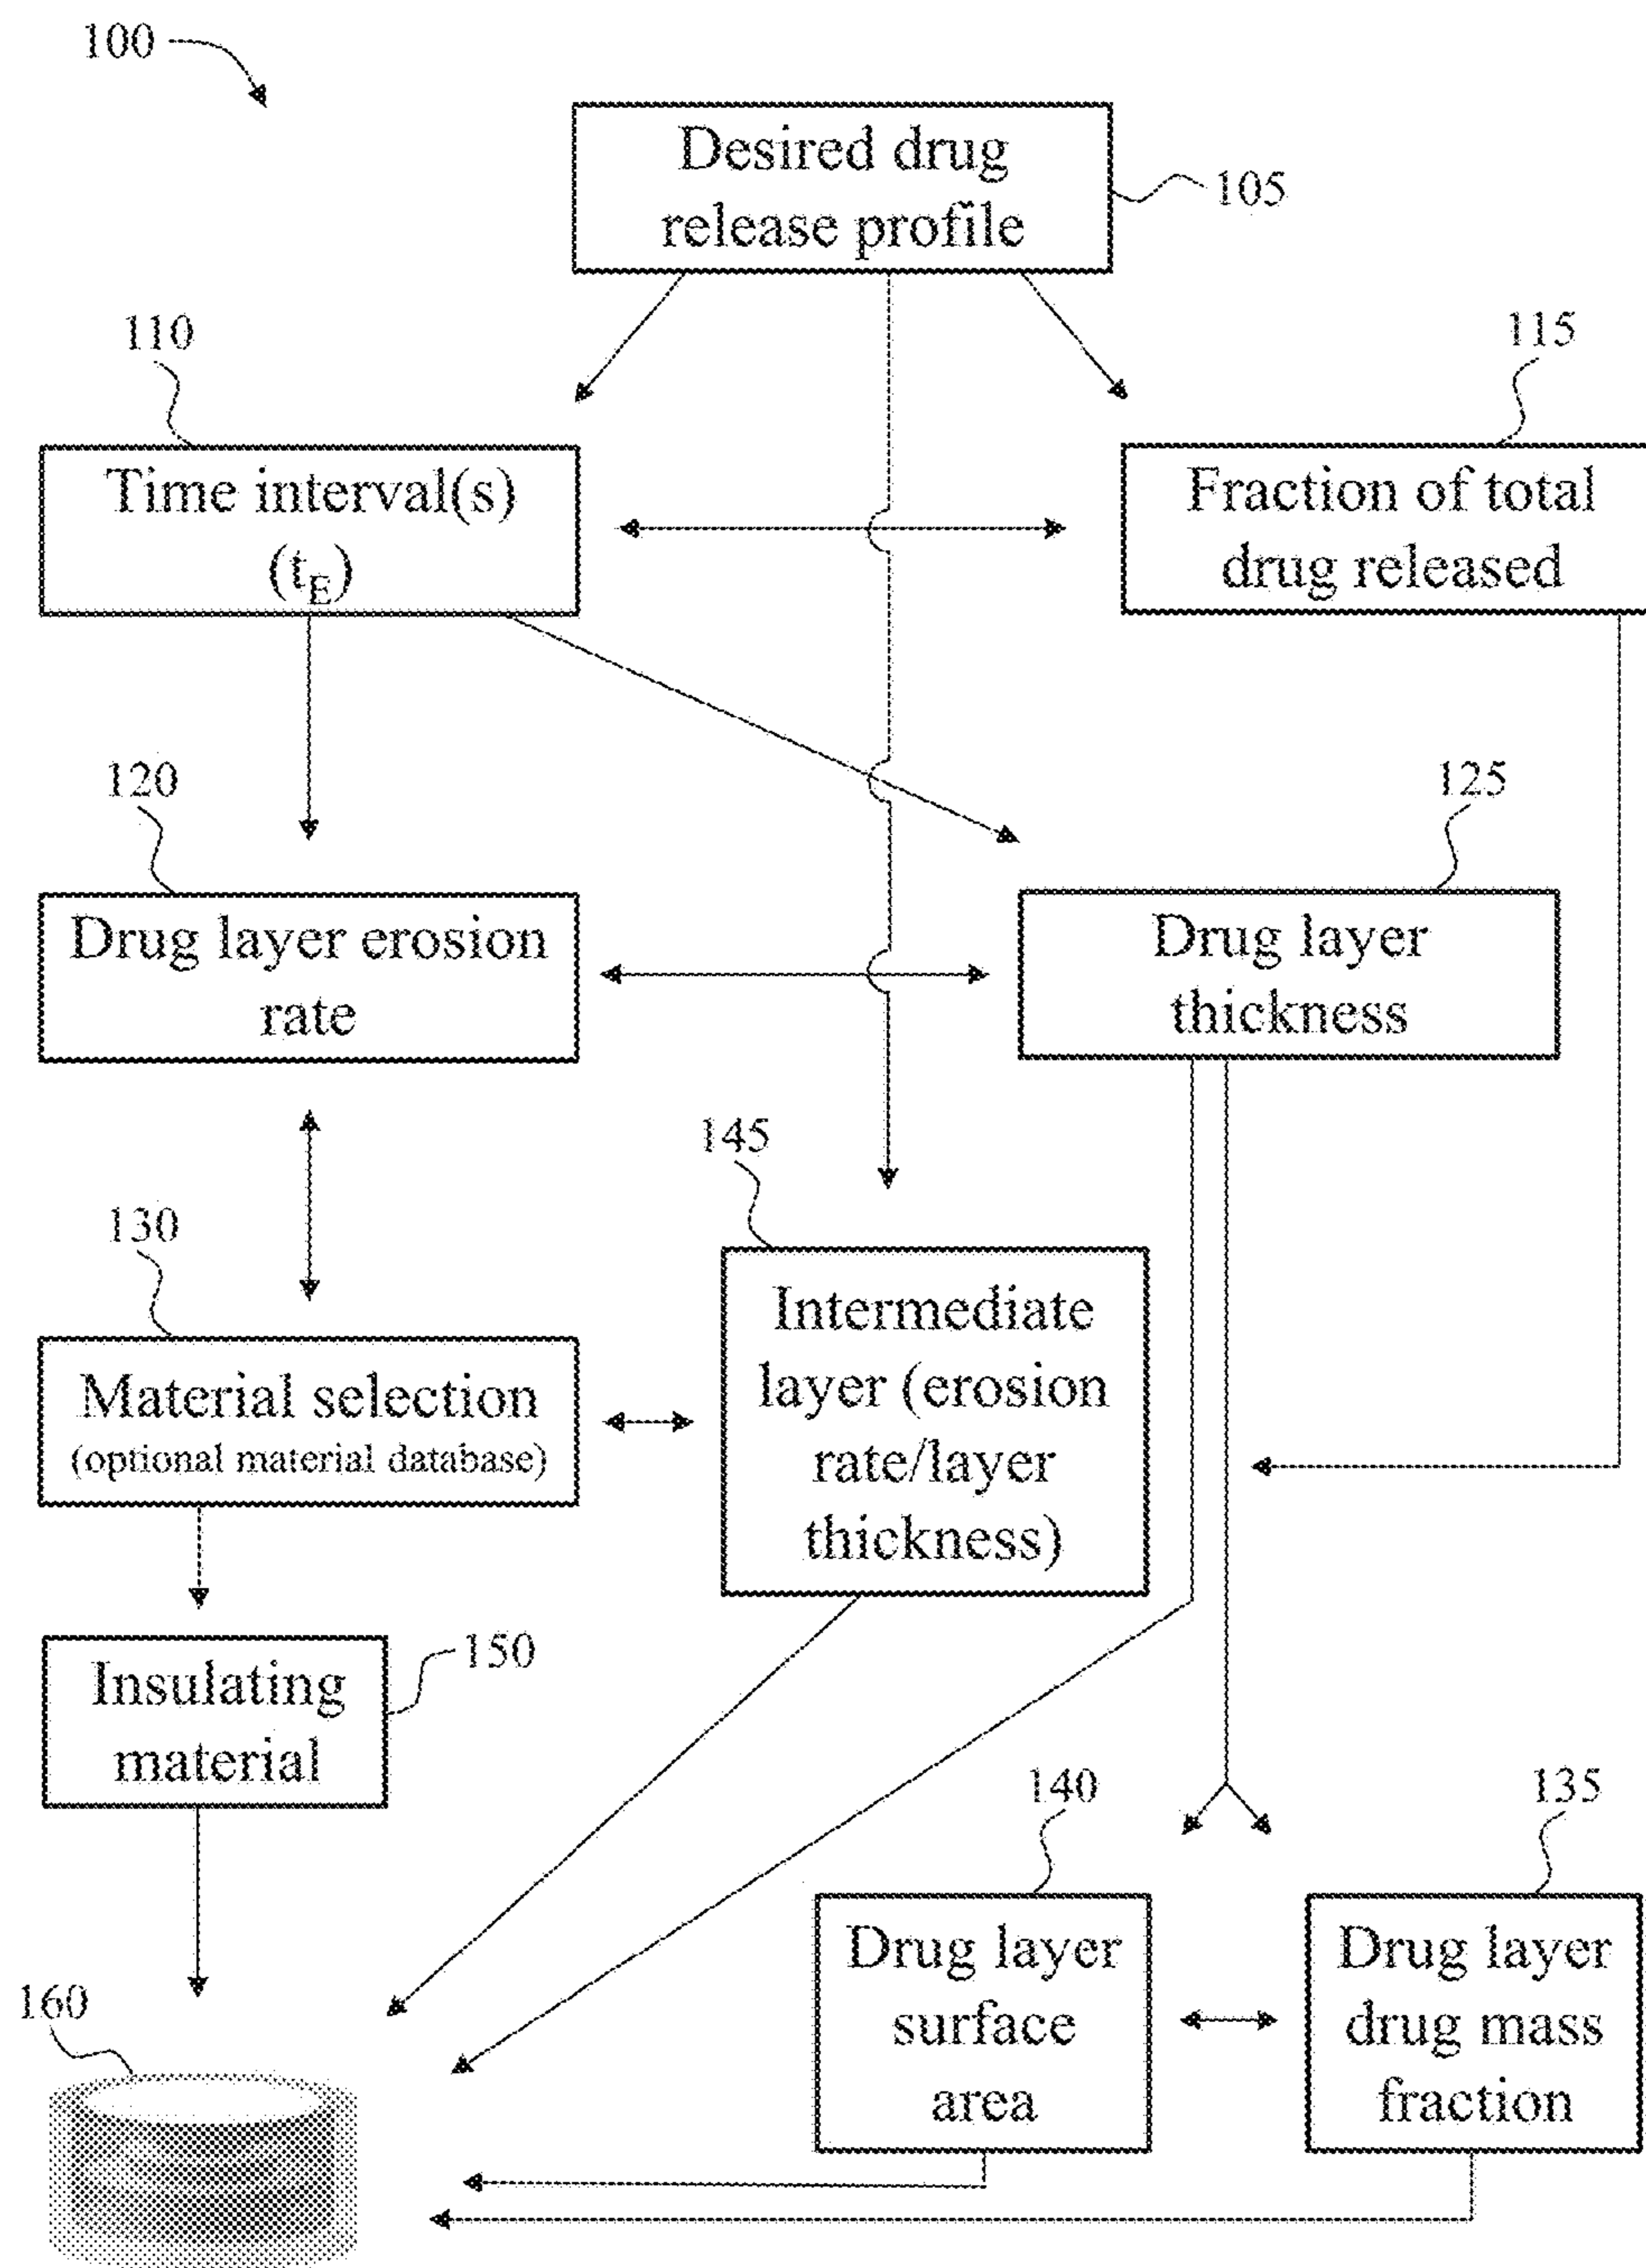 100
Desired drug
release profile
105
110
115
Time interval(s)
(tE)
Fraction of total
drug released
120
125
Drug layer erosion
rate
Drug layer
thickness
145
130
Intermediate
layer (erosion
rate/layer
thickness)
Material selection
(optional material database)
Insulating
material
150
140
135
Drug layer
surface
area
Drug layer
drug mass
fraction
160